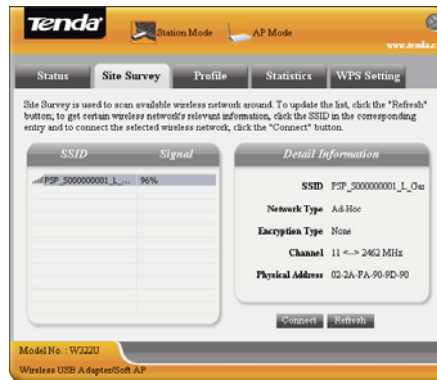 Tenda
Station Mode
AP Mode
www.tenda.c
Status
Site Survey
Profile
Statistics
WPS Setting
Site Survey is used to scan available wireless network around. To update the list, click the "Refresh"
button; to get certain wireless network's relevant information, click the SSID in the corresponding
entry and to connect the selected wireless network, click the "Connect" button.
SSID Signal
PSP_S000000001_L_... 96%
Detail Information
SSID PSP_S000000001_L_Gas
Network Type Ad-Hoc
Encryption Type None
Channel 11 <--> 2462 MHz
Physical Address 02-2A-FA-90-9D-90
Connect Refresh
Model No. : W322U
Wireless USB Adapter/Soft AP